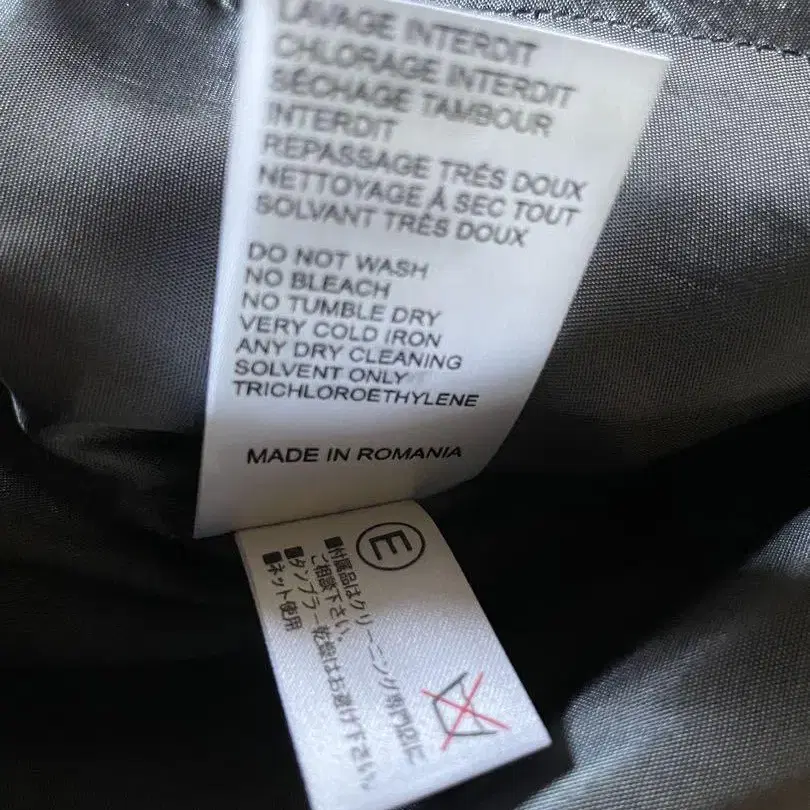 LAVAGE INTERDIT
CHLORAGE INTERDIT
SÉCHAGE TAMBOUR
INTERDIT
REPASSAGE TRÉS DOUX
NETTOYAGE À SEC TOUT
SOLVANT TRÈS DOUX
DO NOT WASH
NO BLEACH
NO TUMBLE DRY
VERY COLD IRON
ANY DRY CLEANING
SOLVENT ONLY
TRICHLOROETHYLENE
MADE IN ROMANIA
E
■付属品はクリーニング専門店に
ご相談下さい。
■タンブラー乾燥はお避け下さい。
■ネット使用